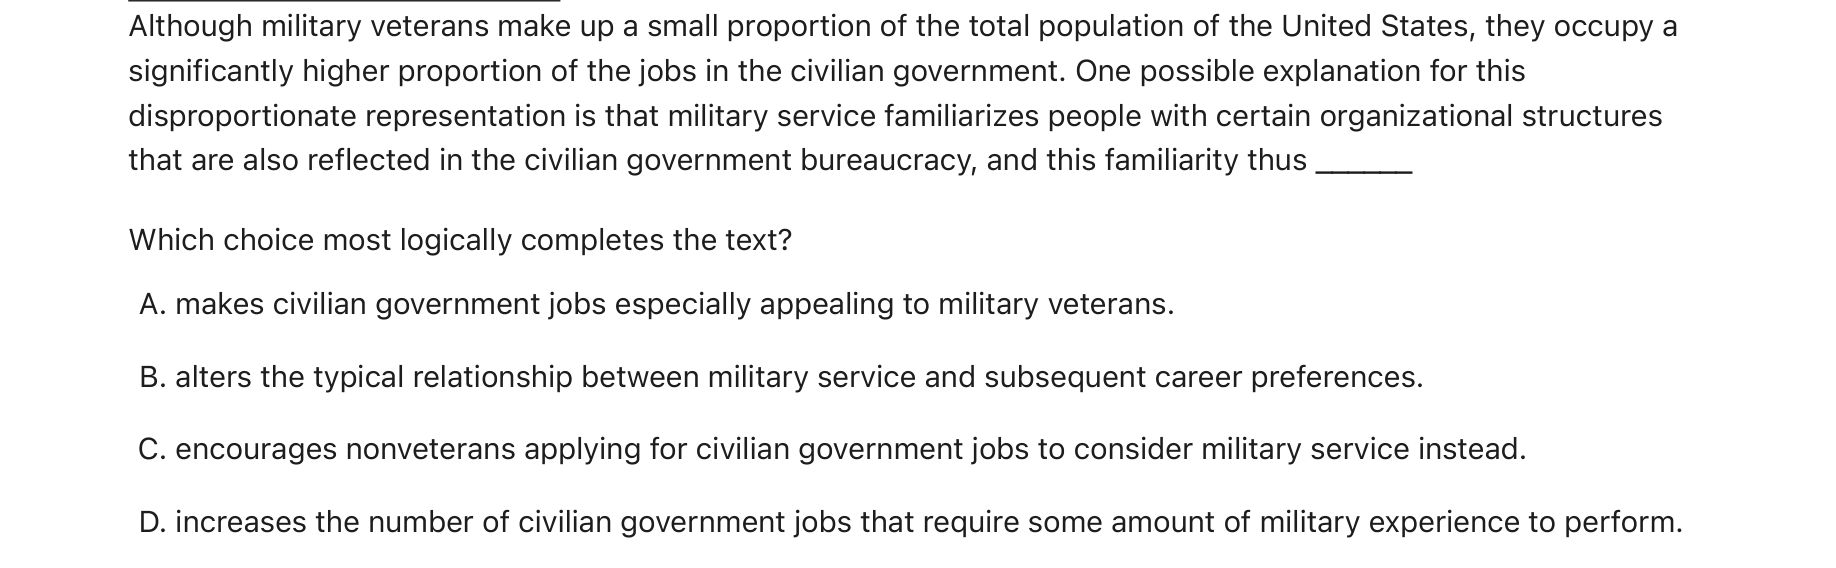 Although military veterans make up a small proportion of the total population of the United States, they occupy a
significantly higher proportion of the jobs in the civilian government. One possible explanation for this
disproportionate representation is that military service familiarizes people with certain organizational structures
that are also reflected in the civilian government bureaucracy, and this familiarity thus ______
Which choice most logically completes the text?
A. makes civilian government jobs especially appealing to military veterans.
B. alters the typical relationship between military service and subsequent career preferences.
C. encourages nonveterans applying for civilian government jobs to consider military service instead.
D. increases the number of civilian government jobs that require some amount of military experience to perform.